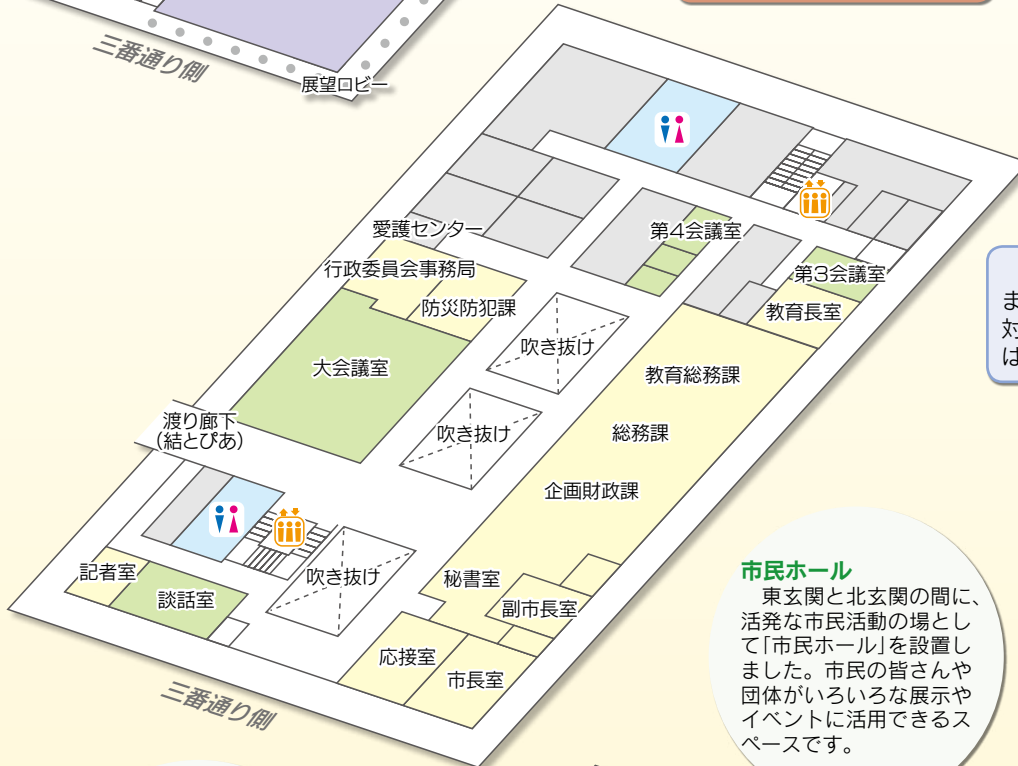 三番通り側
展望ロビー
愛護センター
第4会議室
行政委員会事務局
第3会議室
防災防犯課
教育長室
吹き抜け
大会議室
教育総務課
渡り廊下
(結とぴあ)
吹き抜け
総務課
企画財政課
記者室
談話室
吹き抜け
秘書室
副市長室
応接室
市長室
三番通り側
ま
対
は
市民ホール
東玄関と北玄関の間に、
活発な市民活動の場とし
て「市民ホール」を設置し
ました。市民の皆さんや
団体がいろいろな展示や
イベントに活用できるス
ペースです。